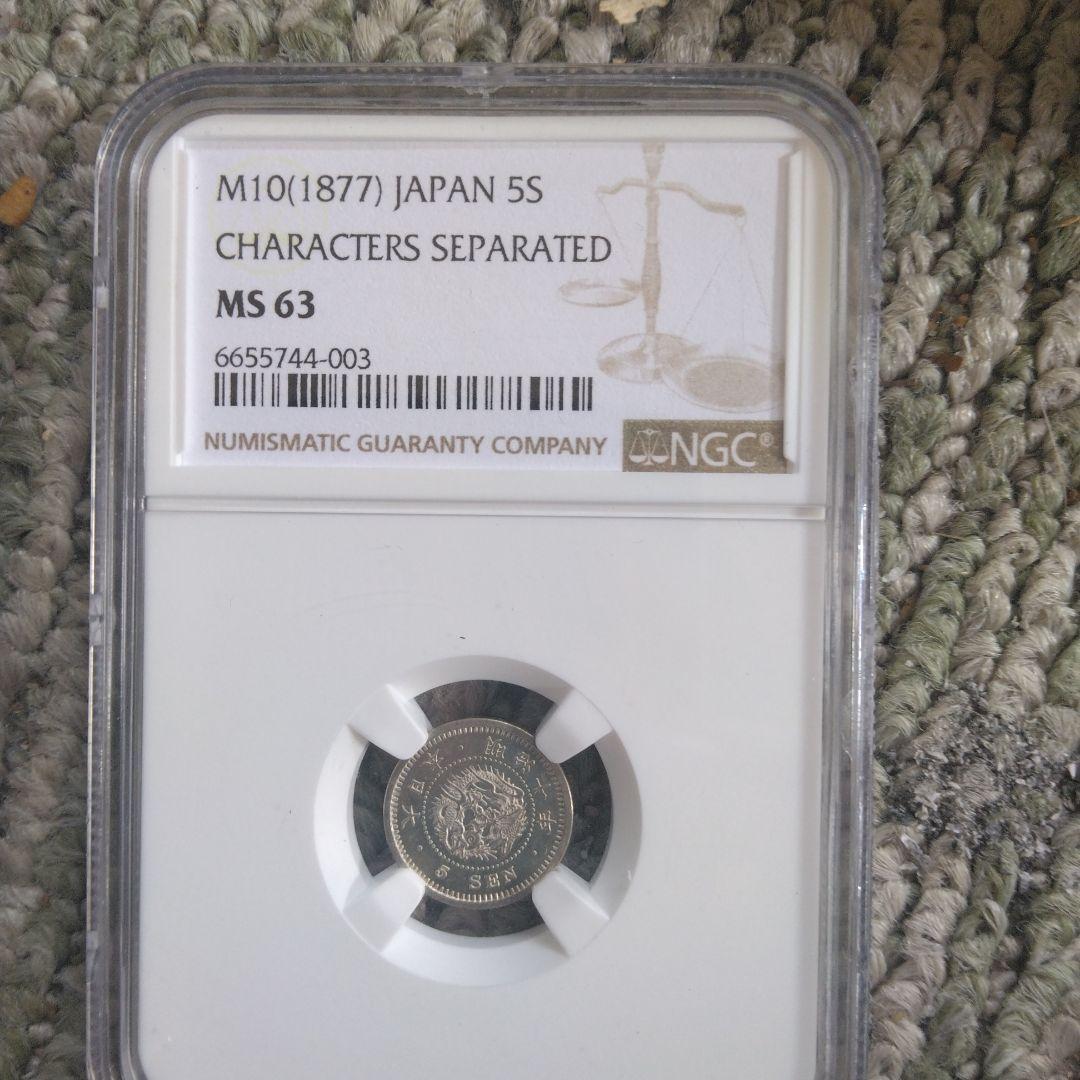 M10(1877) JAPAN 5S
CHARACTERS SEPARATED
MS 63
6655744-003
NUMISMATIC GUARANTY COMPANY
NGC®
大日本・明治十年・
5 SEN